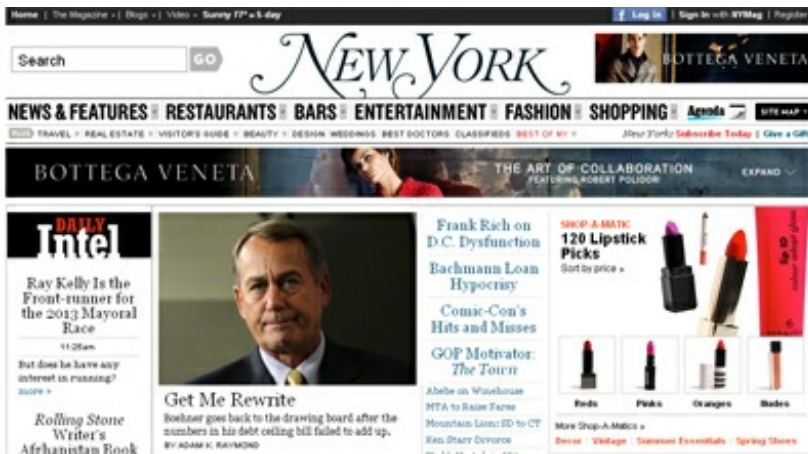 Home | The Magazine | Blogs | Video Sunny 77° 5-day
Log in | Sign In with NYMag | Register
Search GO
NEW YORK
BOTTEGA VENETA
NEWS & FEATURES RESTAURANTS BARS ENTERTAINMENT FASHION SHOPPING Agenda SITE MAP
PLUS TRAVEL REAL ESTATE VISITOR'S GUIDE BEAUTY DESIGN WEDDINGS BEST DOCTORS CLASSIFIEDS BEST OF NY
New York: Subscribe Today | Give a Gif
BOTTEGA VENETA
THE ART OF COLLABORATION
FEATURING ROBERT POLIDORI
EXPAND
DAILY
Intel
Ray Kelly Is the
Front-runner for
the 2013 Mayoral
Race
11:26am
But does he have any
interest in running?
more »
Rolling Stone
Writer's
Afghanistan Book
Get Me Rewrite
Boehner goes back to the drawing board after the
numbers in his debt ceiling bill failed to add up.
BY ADAM K. RAYMOND
Frank Rich on
D.C. Dysfunction
Bachmann Loan
Hypocrisy
Comic-Con's
Hits and Misses
GOP Motivator:
The Town
Abebe on Winehouse
MTA to Raise Fares
Mountain Lion: SD to CT
Ken Starr Divorce
SHOP-A-MATIC
120 Lipstick
Picks
Sort by price »
Reds Pinks Oranges Nudes
More Shop-A-Matics »
Decor | Vintage | Summer Essentials | Spring Shoes